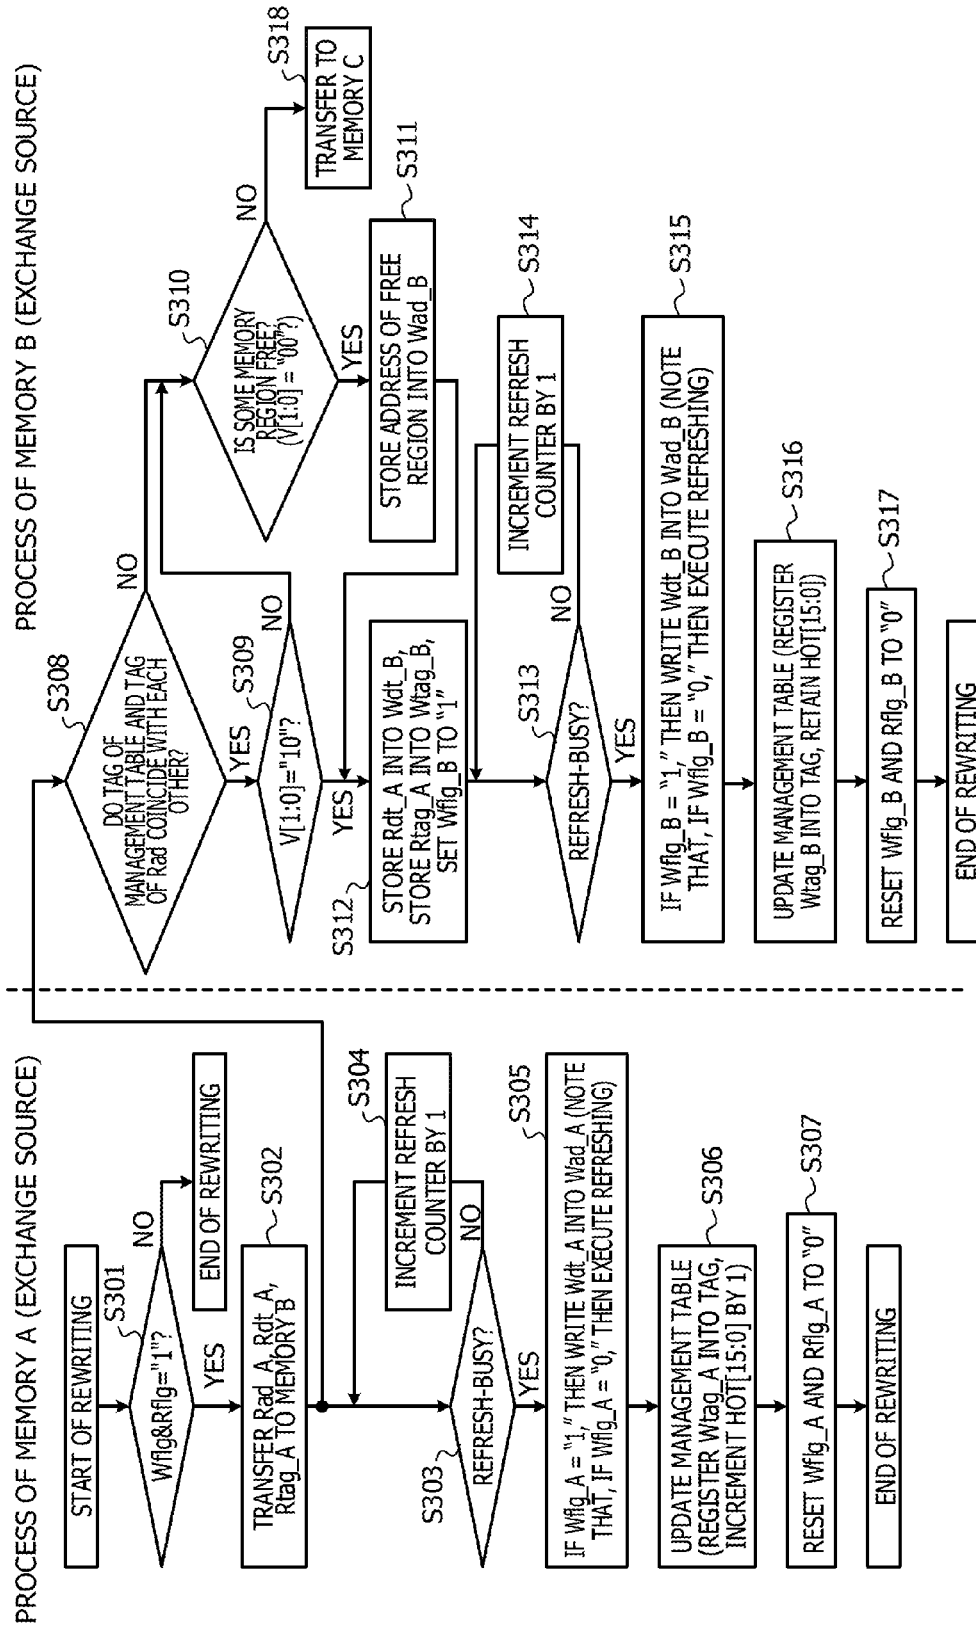 PROCESS OF MEMORY A (EXCHANGE SOURCE)
START OF REWRITING
S301
Wflg&Rflg="1"?
NO
END OF REWRITING
YES
S302
TRANSFER Rad_A, Rdt_A,
Rtag_A TO MEMORY B
S303
REFRESH-BUSY?
NO
S304
INCREMENT REFRESH
COUNTER BY 1
YES
S305
IF Wflg_A = "1," THEN WRITE Wdt_A INTO Wad_A (NOTE
THAT, IF Wflg_A = "0," THEN EXECUTE REFRESHING)
S306
UPDATE MANAGEMENT TABLE
(REGISTER Wtag_A INTO TAG,
INCREMENT HOT[15:0] BY 1)
S307
RESET Wflg_A AND Rflg_A TO "0"
END OF REWRITING
PROCESS OF MEMORY B (EXCHANGE SOURCE)
S308
DO TAG OF
MANAGEMENT TABLE AND TAG
OF Rad COINCIDE WITH EACH
OTHER?
NO
YES
S309
V[1:0]="10"?
NO
YES
S310
IS SOME MEMORY
REGION FREE?
(V[1:0] = "00"?)
NO
S318
TRANSFER TO
MEMORY C
YES
S311
STORE ADDRESS OF FREE
REGION INTO Wad_B
S312
STORE Rdt_A INTO Wdt_B,
STORE Rtag_A INTO Wtag_B,
SET Wflg_B TO "1"
S313
REFRESH-BUSY?
NO
S314
INCREMENT REFRESH
COUNTER BY 1
YES
S315
IF Wflg_B = "1," THEN WRITE Wdt_B INTO Wad_B (NOTE
THAT, IF Wflg_B = "0," THEN EXECUTE REFRESHING)
S316
UPDATE MANAGEMENT TABLE (REGISTER
Wtag_B INTO TAG, RETAIN HOT[15:0])
S317
RESET Wflg_B AND Rflg_B TO "0"
END OF REWRITING